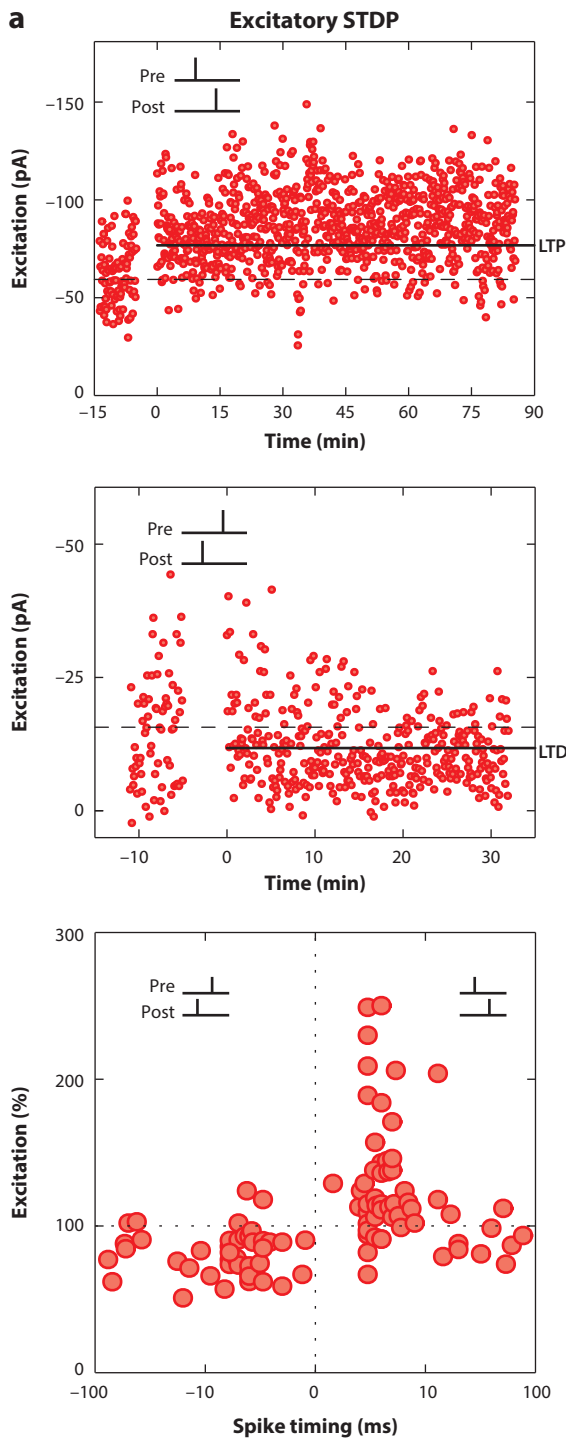 a
Excitatory STDP
Pre
Post
−150
−100
−50
0
Excitation (pA)
LTP
−15 0 15 30 45 60 75 90
Time (min)
Pre
Post
−50
−25
0
Excitation (pA)
LTD
−10 0 10 20 30
Time (min)
300
200
100
0
Excitation (%)
Pre
Post
−100 −10 0 10 100
Spike timing (ms)